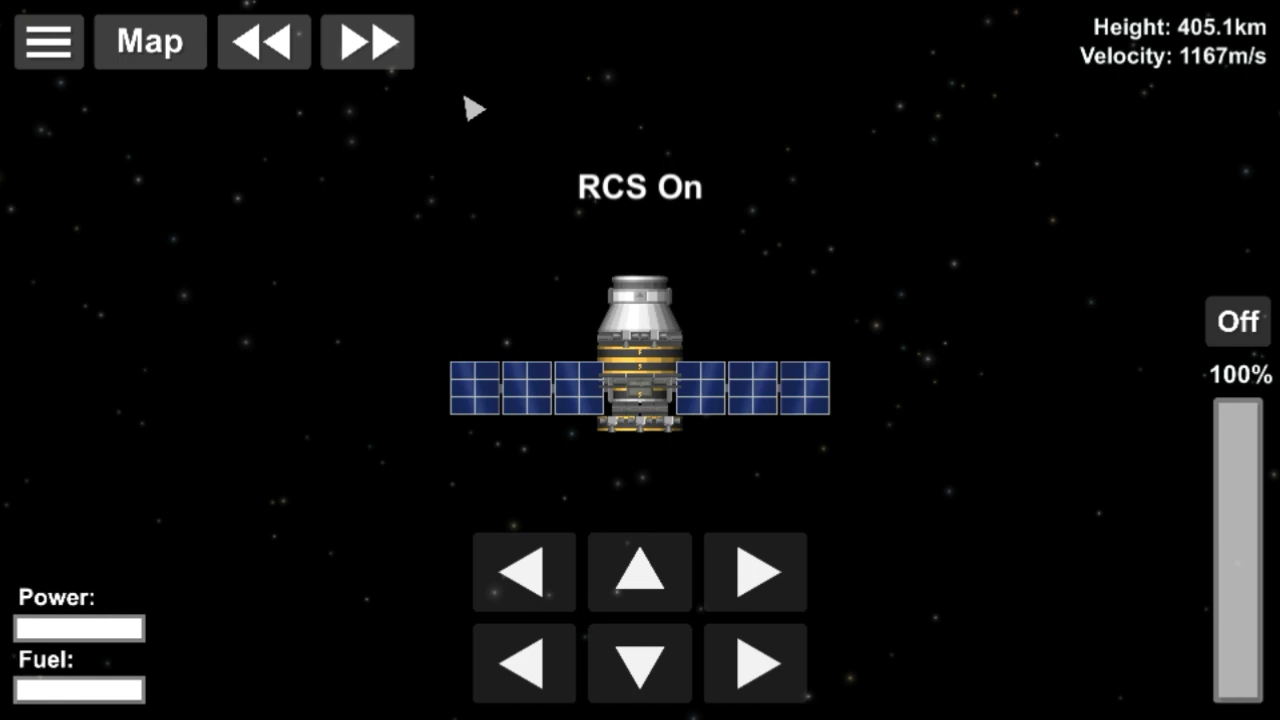 Map
Height: 405.1km
Velocity: 1167m/s
RCS On
Off
100%
Power:
Fuel: